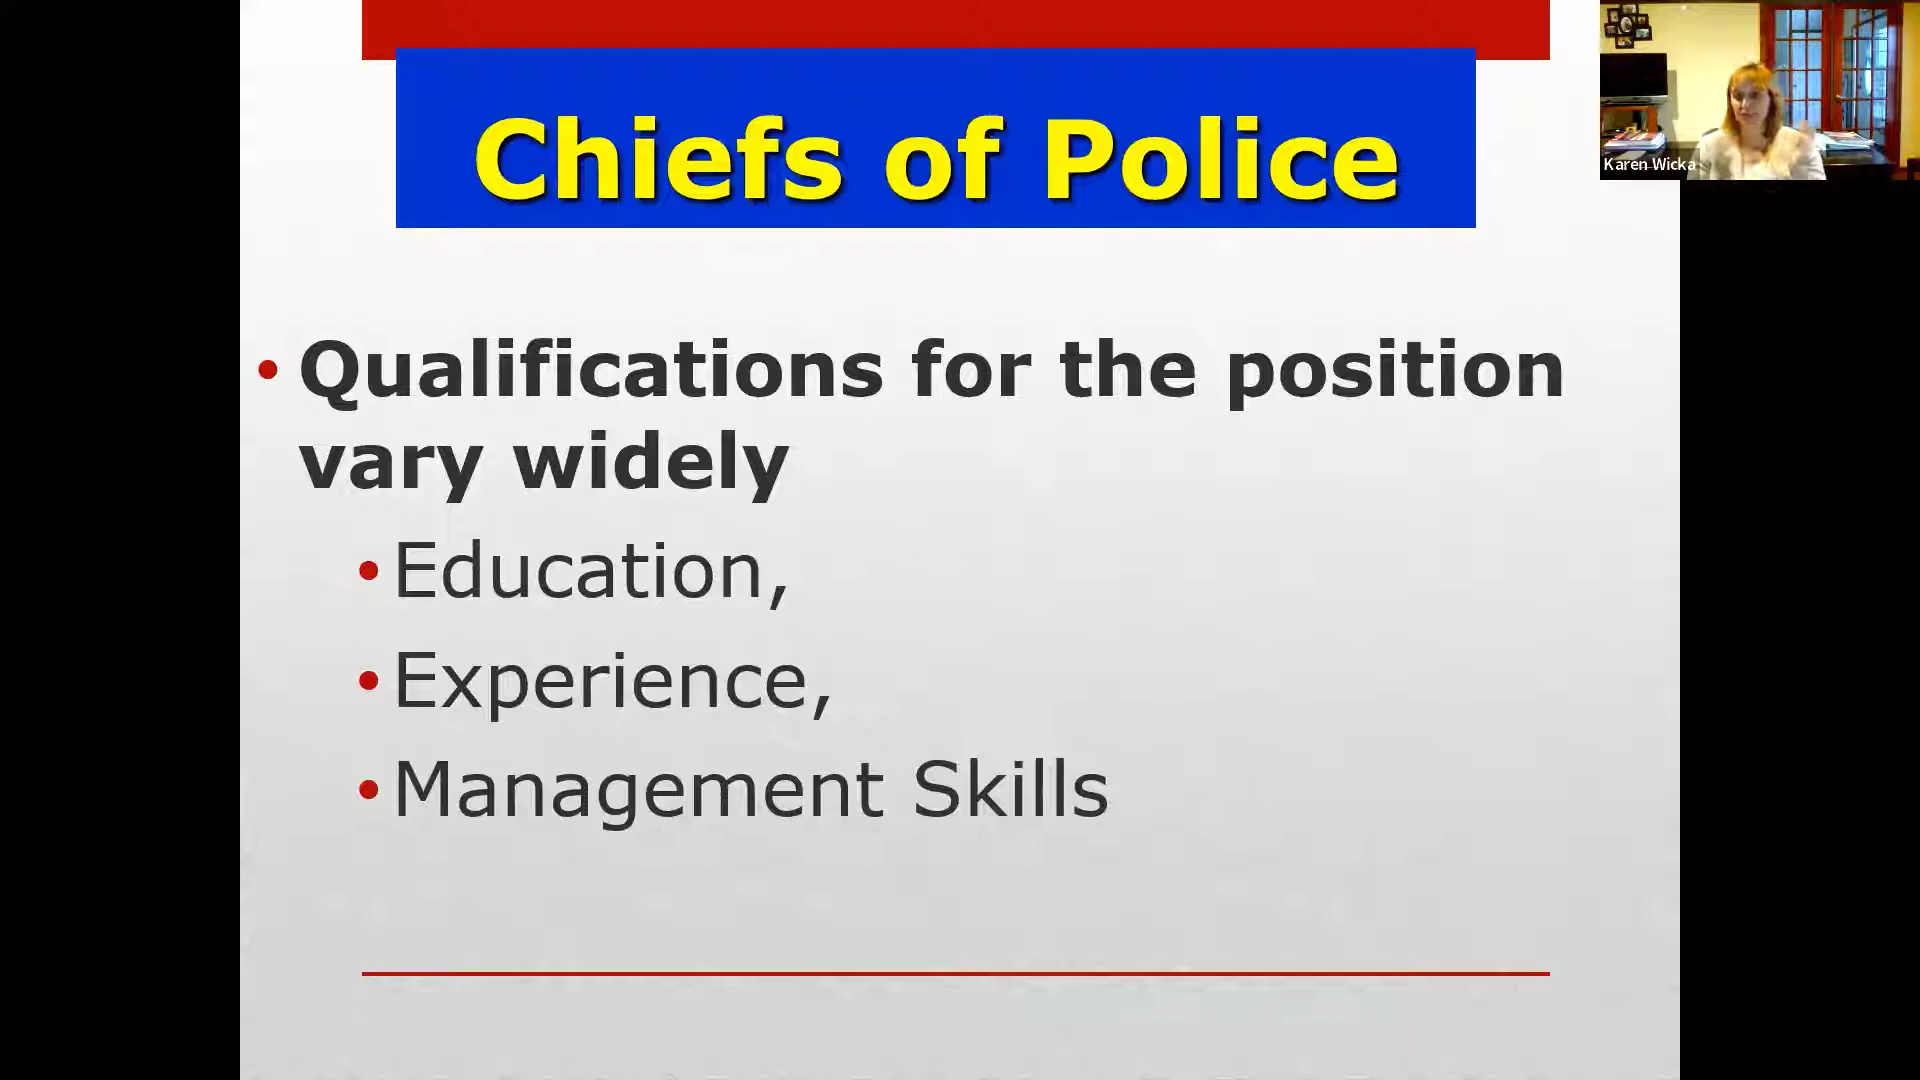 Chiefs of Police
Karen Wicka
• Qualifications for the position
vary widely
• Education,
• Experience,
• Management Skills